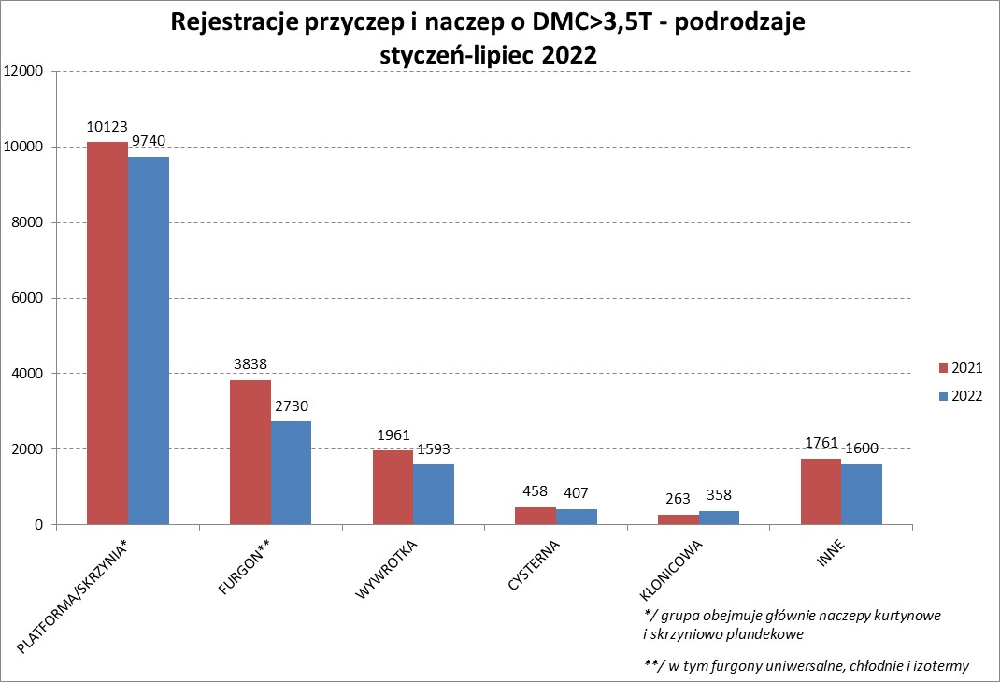 Rejestracje przyczep i naczep o DMC>3,5T - podrodzaje
styczeń-lipiec 2022
12000
10000
8000
6000
4000
2000
0
10123
9740
3838
2730
1961
1593
458
407
263
358
1761
1600
PLATFORMA/SKRZYNIA*
FURGON**
WYWROTKA
CYSTERNA
KŁONICOWA
INNE
2021
2022
*/ grupa obejmuje głównie naczepy kurtynowe
i skrzyniowo plandekowe
**/ w tym furgony uniwersalne, chłodnie i izotermy